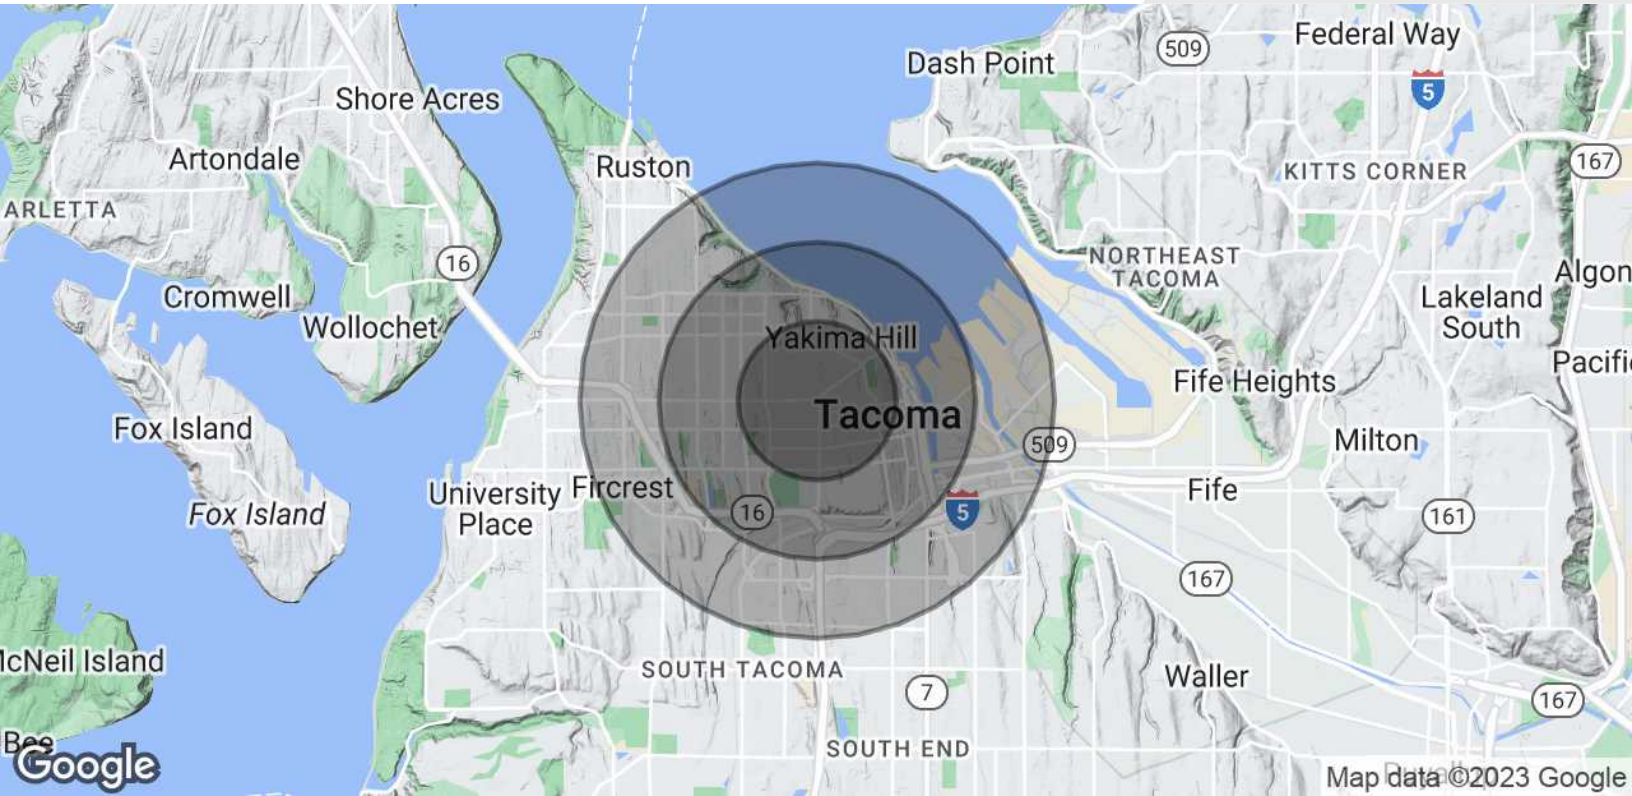 Federal Way
509
Dash Point
5
Shore Acres
Artondale
Ruston
167
KITTS CORNER
ARLETTA
16
NORTHEAST
TACOMA
Algon
Cromwell
Lakeland
South
Wollochet
Yakima Hill
Pacific
Fife Heights
Tacoma
Fox Island
509
Milton
University
Place
Fircrest
Fife
Fox Island
16
5
161
167
McNeil Island
SOUTH TACOMA
Waller
7
167
SOUTH END
Bee
Google
Map data ©2023 Google